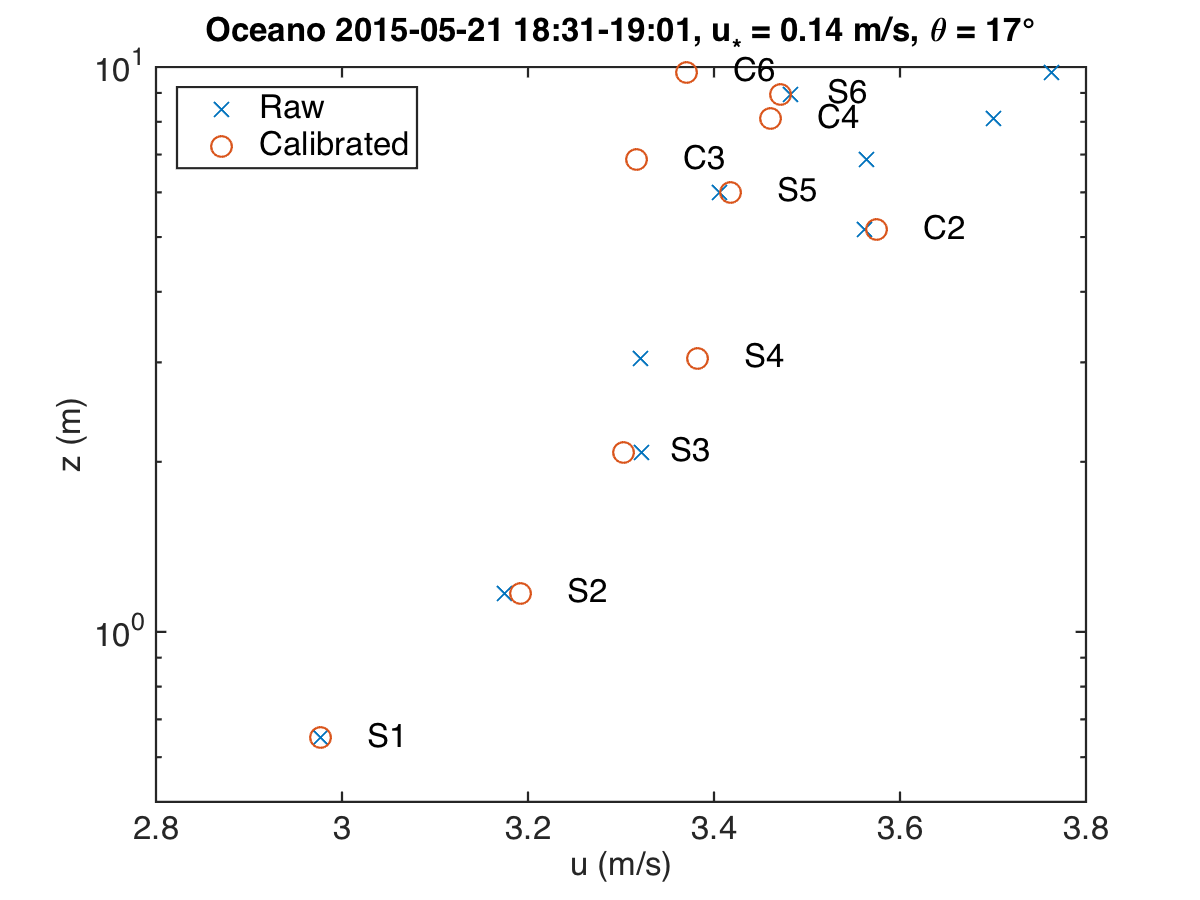 Oceano 2015-05-21 18:31-19:01, u* = 0.14 m/s, θ = 17°
10¹
Raw
Calibrated
C6
S6
C4
C3
S5
C2
S4
S3
S2
10⁰
S1
z (m)
2.8 3 3.2 3.4 3.6 3.8
u (m/s)